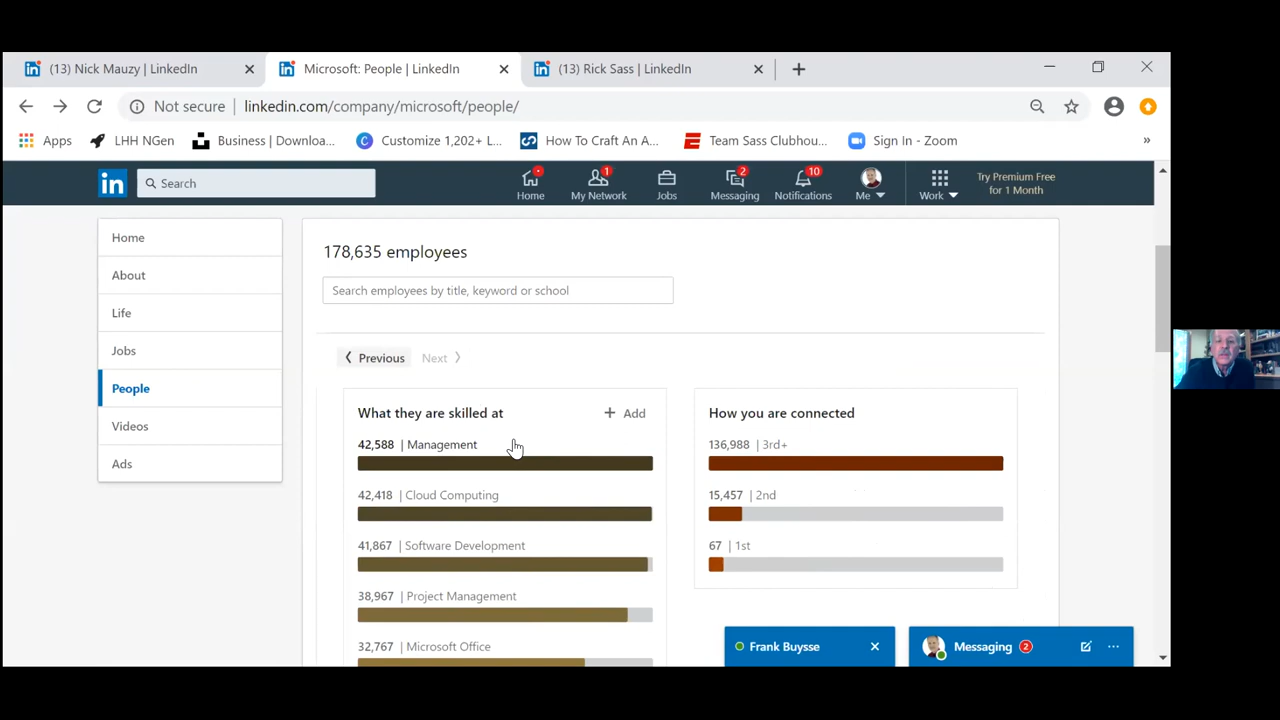 (13) Nick Mauzy | LinkedIn
Microsoft: People | LinkedIn
(13) Rick Sass | LinkedIn
Not secure | linkedin.com/company/microsoft/people/
Apps
LHH NGen
Business | Downloa...
Customize 1,202+ L...
How To Craft An A...
Team Sass Clubhou...
Sign In - Zoom
»
in
Search
Home
1
My Network
Jobs
2
Messaging
10
Notifications
Me
Work
Try Premium Free
for 1 Month
Home
About
Life
Jobs
People
Videos
Ads
178,635 employees
Search employees by title, keyword or school
Previous
Next
What they are skilled at
+ Add
42,588 | Management
42,418 | Cloud Computing
41,867 | Software Development
38,967 | Project Management
32,767 | Microsoft Office
How you are connected
136,988 | 3rd+
15,457 | 2nd
67 | 1st
Frank Buysse
Messaging 2